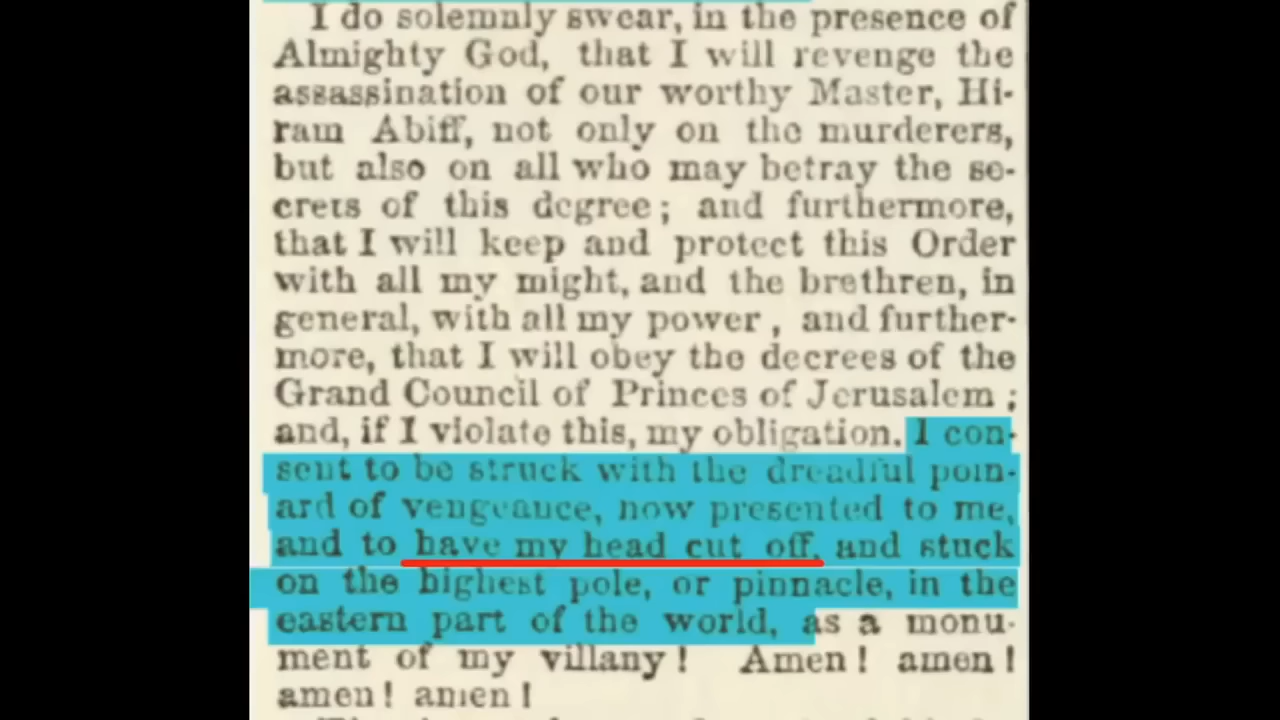 I do solemnly swear, in the presence of
Almighty God, that I will revenge the
assassination of our worthy Master, Hi-
ram Abiff, not only on the murderers,
but also on all who may betray the se-
crets of this degree; and furthermore,
that I will keep and protect this Order
with all my might, and the brethren, in
general, with all my power, and further-
more, that I will obey the decrees of the
Grand Council of Princes of Jerusalem;
and, if I violate this, my obligation, I con-
sent to be struck with the dreadful poin-
ard of vengeance, now presented to me,
and to have my head cut off, and stuck
on the highest pole, or pinnacle, in the
eastern part of the world, as a monu-
ment of my villany! Amen! amen!
amen! amen!